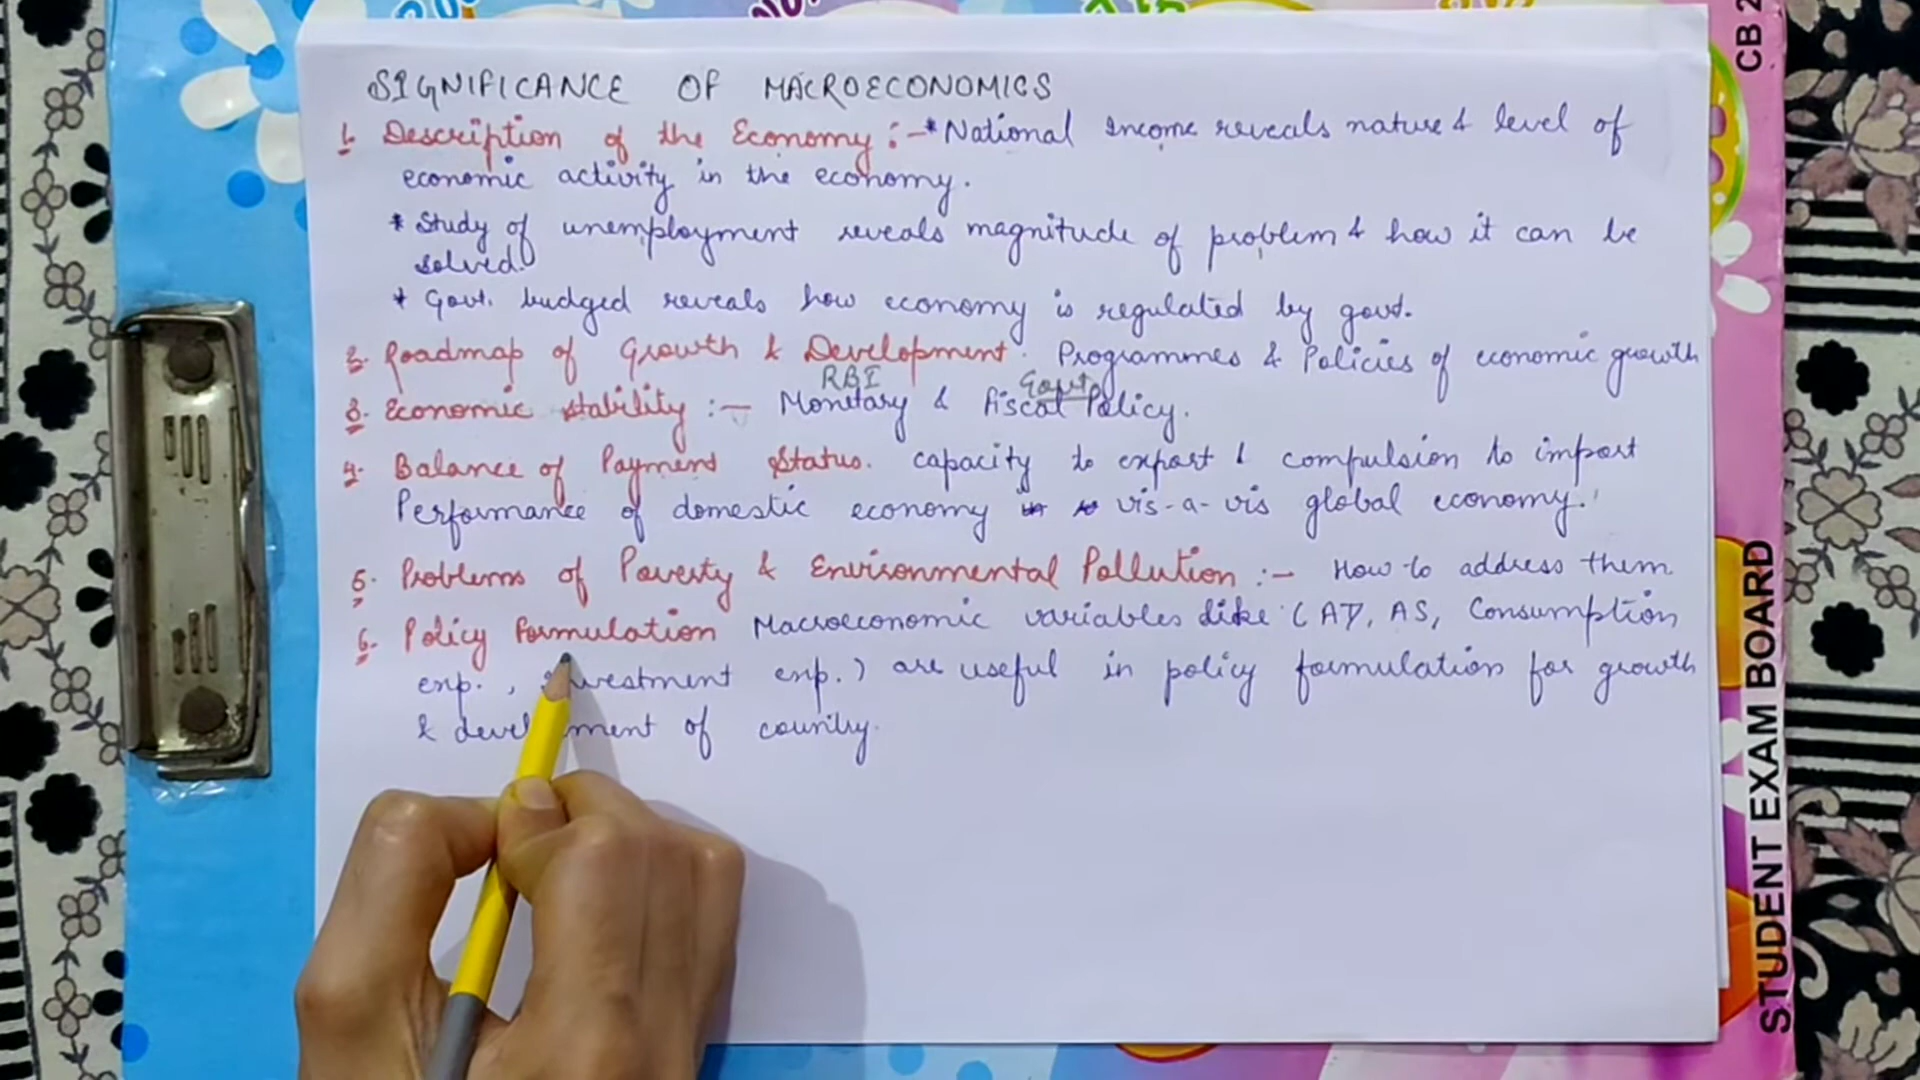 SIGNIFICANCE OF MACROECONOMICS
1. Description of the Economy :- * National Income reveals nature & level of
economic activity in the economy.
* Study of unemployment reveals magnitude of problem & how it can be
solved.
* Govt. budged reveals how economy is regulated by govt.
2. Roadmap of Growth & Development. Programmes & Policies of economic growth
RBI Govt
3. Economic stability :- Monetary & fiscal Policy.
4. Balance of Payment Status. capacity to export & compulsion to import
Performance of domestic economy vis-a-vis global economy.
5. Problems of Poverty & Environmental Pollution :- How to address them
6. Policy Formulation Macroeconomic variables like (AD, AS, Consumption
exp., Investment exp.) are useful in policy formulation for growth
& ment of country.
STUDENT EXAM BOARD
CB 2